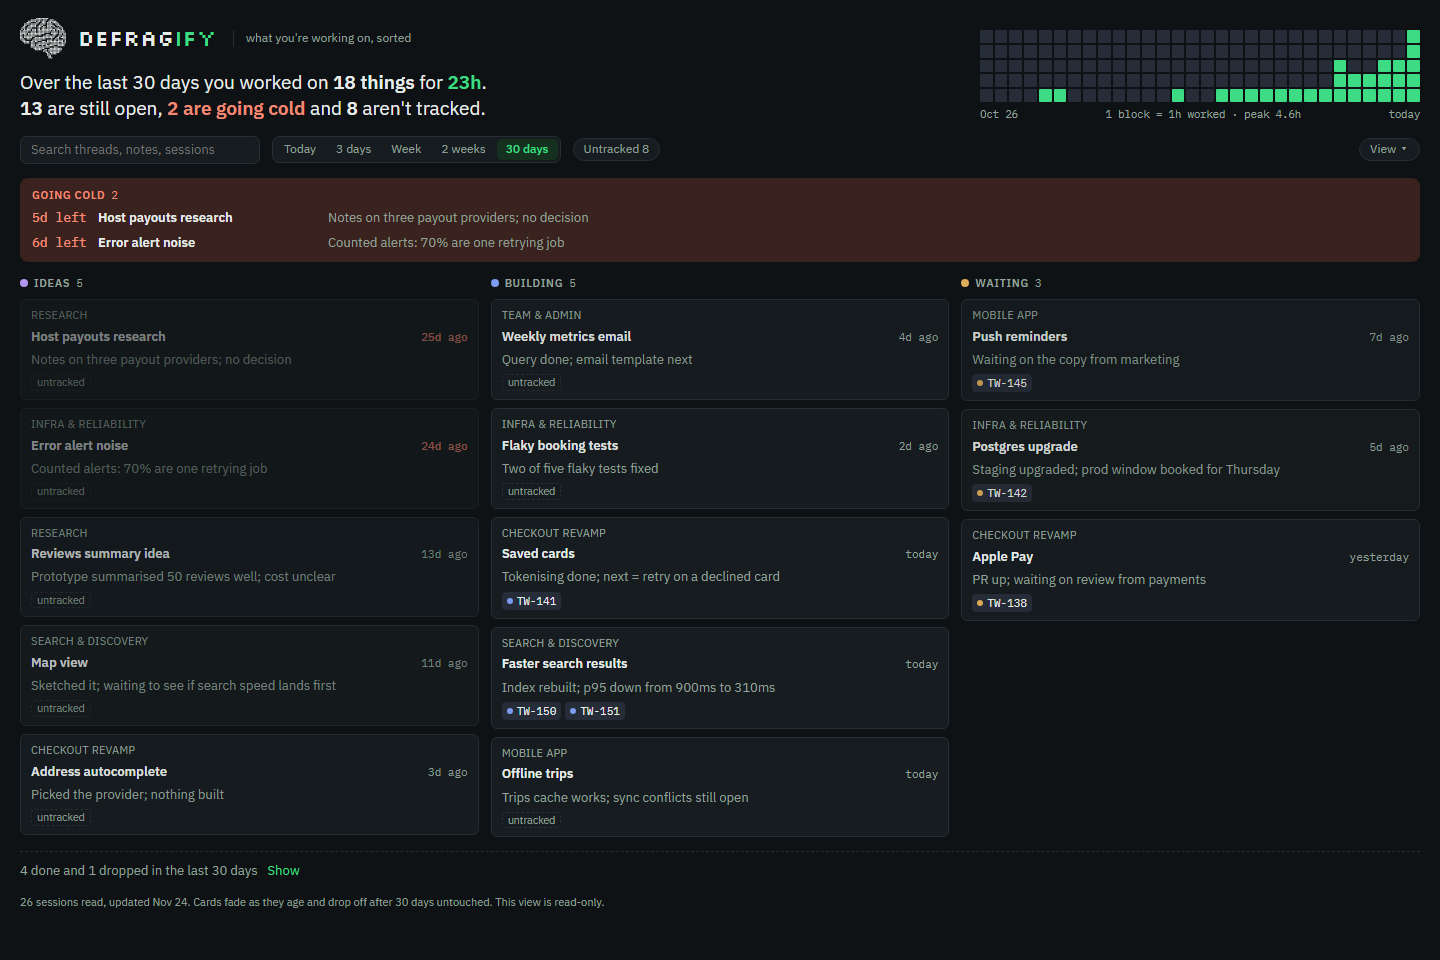 DEFRAGIFY
what you're working on, sorted
Over the last 30 days you worked on 18 things for 23h.
13 are still open, 2 are going cold and 8 aren't tracked.
Oct 26 1 block = 1h worked · peak 4.6h today
Search threads, notes, sessions
Today 3 days Week 2 weeks 30 days
Untracked 8
View
GOING COLD 2
5d left Host payouts research Notes on three payout providers; no decision
6d left Error alert noise Counted alerts: 70% are one retrying job
IDEAS 5
RESEARCH
Host payouts research 25d ago
Notes on three payout providers; no decision
untracked
INFRA & RELIABILITY
Error alert noise 24d ago
Counted alerts: 70% are one retrying job
untracked
RESEARCH
Reviews summary idea 13d ago
Prototype summarised 50 reviews well; cost unclear
untracked
SEARCH & DISCOVERY
Map view 11d ago
Sketched it; waiting to see if search speed lands first
untracked
CHECKOUT REVAMP
Address autocomplete 3d ago
Picked the provider; nothing built
untracked
BUILDING 5
TEAM & ADMIN
Weekly metrics email 4d ago
Query done; email template next
untracked
INFRA & RELIABILITY
Flaky booking tests 2d ago
Two of five flaky tests fixed
untracked
CHECKOUT REVAMP
Saved cards today
Tokenising done; next = retry on a declined card
TW-141
SEARCH & DISCOVERY
Faster search results today
Index rebuilt; p95 down from 900ms to 310ms
TW-150 TW-151
MOBILE APP
Offline trips today
Trips cache works; sync conflicts still open
untracked
WAITING 3
MOBILE APP
Push reminders 7d ago
Waiting on the copy from marketing
TW-145
INFRA & RELIABILITY
Postgres upgrade 5d ago
Staging upgraded; prod window booked for Thursday
TW-142
CHECKOUT REVAMP
Apple Pay yesterday
PR up; waiting on review from payments
TW-138
4 done and 1 dropped in the last 30 days Show
26 sessions read, updated Nov 24. Cards fade as they age and drop off after 30 days untouched. This view is read-only.